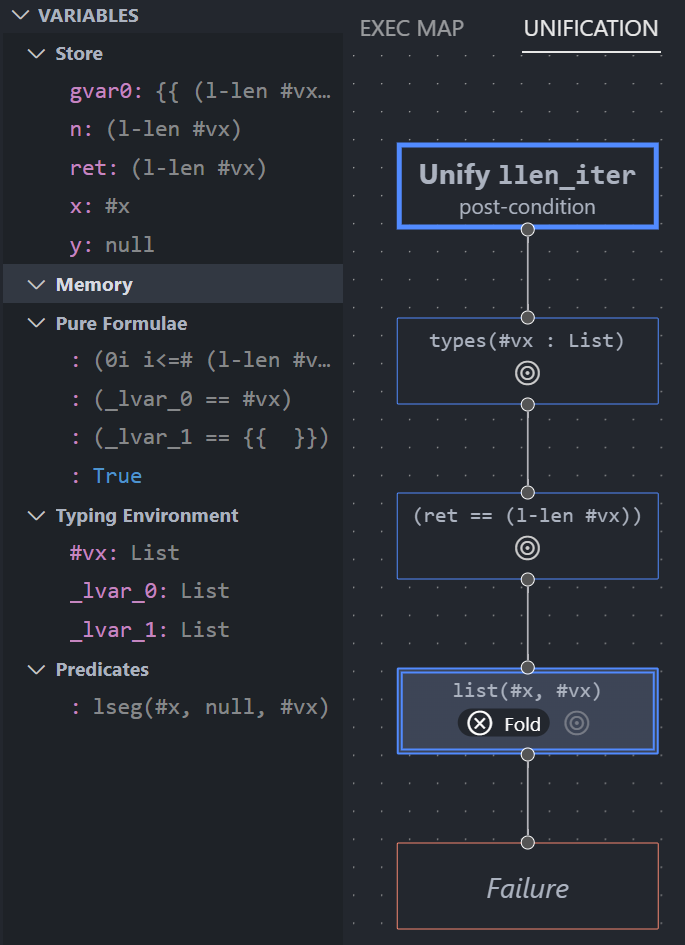 VARIABLES
Store
gvar0: {{ (l-len #vx…
n: (l-len #vx)
ret: (l-len #vx)
x: #x
y: null
Memory
Pure Formulae
: (0i i<=# (l-len #v…
: (_lvar_0 == #vx)
: (_lvar_1 == {{  }})
: True
Typing Environment
#vx: List
_lvar_0: List
_lvar_1: List
Predicates
: lseg(#x, null, #vx)
EXEC MAP
UNIFICATION
Unify llen_iter
post-condition
types(#vx : List)
(ret == (l-len #vx))
list(#x, #vx)
Fold
Failure